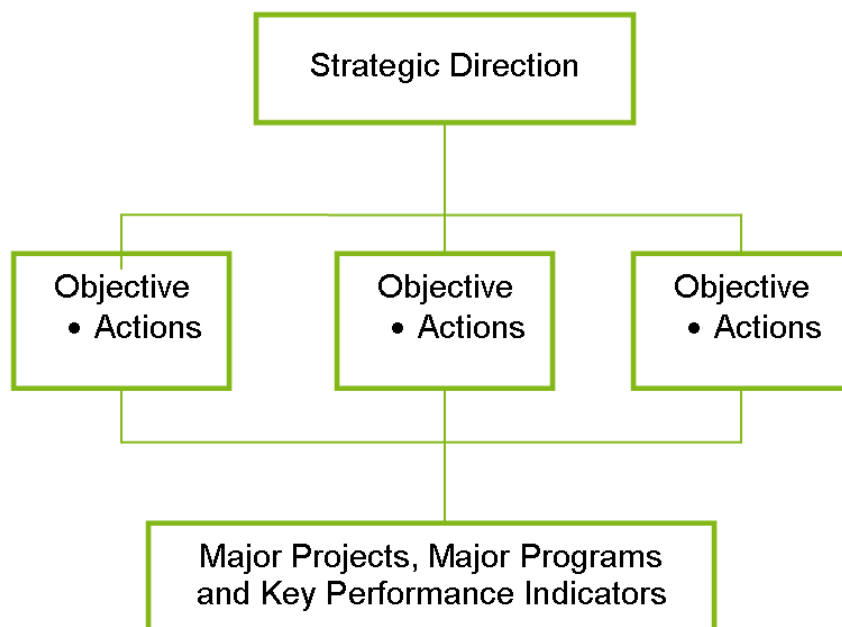 Strategic Direction
Objective
• Actions
Objective
• Actions
Objective
• Actions
Major Projects, Major Programs
and Key Performance Indicators